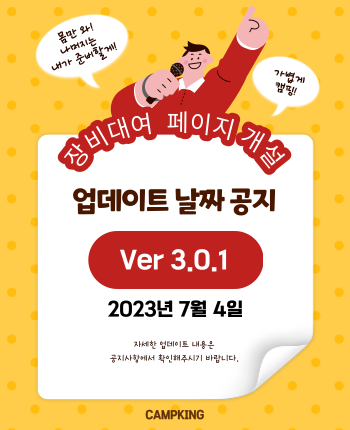 몸만 와!
나머지는
내가 준비할게!
가볍게
캠핑!
장비대여 페이지 개설
업데이트 날짜 공지
Ver 3.0.1
2023년 7월 4일
자세한 업데이트 내용은
공지사항에서 확인해주시기 바랍니다.
CAMPKING